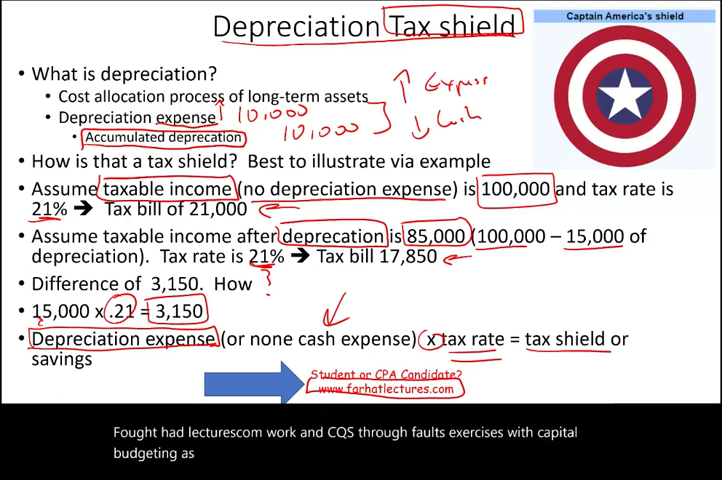 Depreciation Tax shield
Captain America's shield
• What is depreciation?
• Cost allocation process of long-term assets
↑ Expense
• Depreciation expense 10,000
• Accumulated depreciation 10,000
↓ Cash
• How is that a tax shield? Best to illustrate via example
• Assume taxable income (no depreciation expense) is 100,000 and tax rate is
21% → Tax bill of 21,000
• Assume taxable income after deprecation is 85,000 (100,000 – 15,000 of
depreciation). Tax rate is 21% → Tax bill 17,850
• Difference of 3,150. How ?
• 15,000 x .21 = 3,150
• Depreciation expense (or none cash expense) x tax rate = tax shield or
savings
Student or CPA Candidate?
www.farhatlectures.com
Fought had lecturescom work and CQS through faults exercises with capital
budgeting as